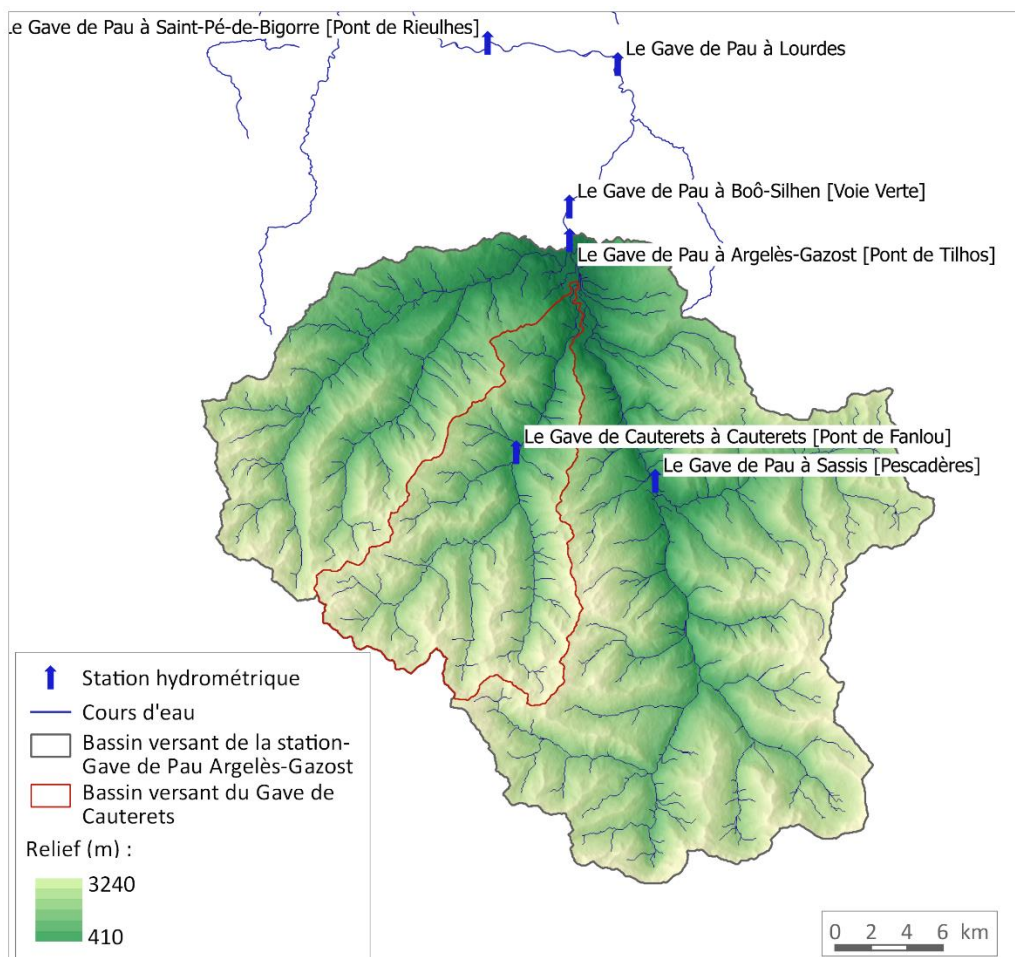 Le Gave de Pau à Saint-Pé-de-Bigorre [Pont de Rieulhes]
Le Gave de Pau à Lourdes
Le Gave de Pau à Boô-Silhen [Voie Verte]
Le Gave de Pau à Argelès-Gazost [Pont de Tilhos]
Le Gave de Cauterets à Cauterets [Pont de Fanlou]
Le Gave de Pau à Sassis [Pescadères]
Station hydrométrique
Cours d'eau
Bassin versant de la station-
Gave de Pau Argelès-Gazost
Bassin versant du Gave de
Cauterets
Relief (m) :
3240
410
0 2 4 6 km